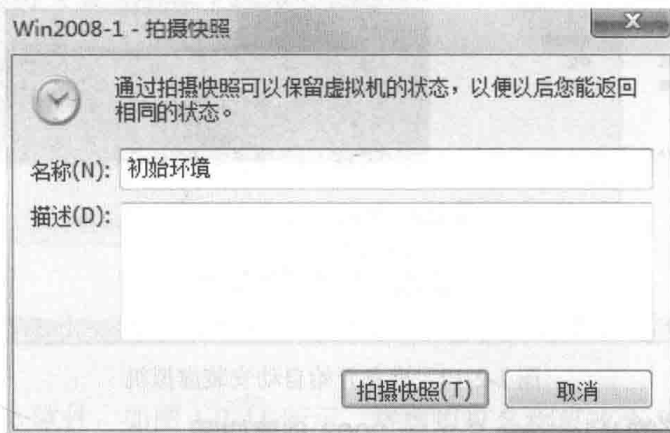 Win2008-1 - 拍摄快照
通过拍摄快照可以保留虚拟机的状态，以便以后您能返回
相同的状态。
名称(N): 初始环境
描述(D):
拍摄快照(T) 取消